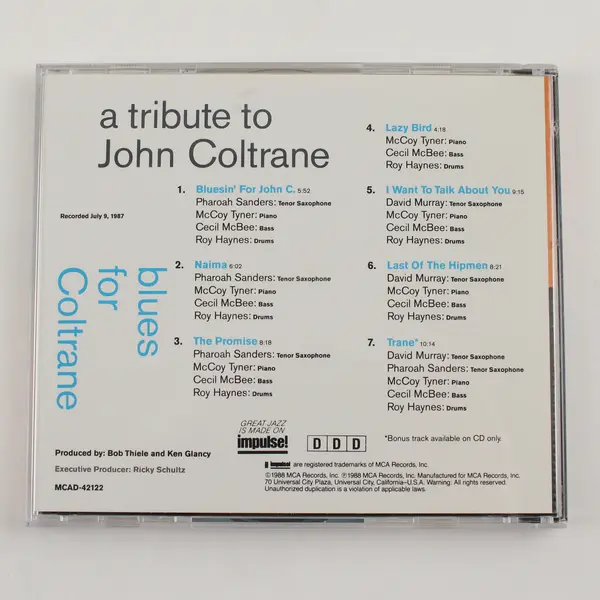 a tribute to
John Coltrane
Recorded July 9, 1987
blues
for
Coltrane
1. Bluesin' For John C. 5:52
Pharoah Sanders: Tenor Saxophone
McCoy Tyner: Piano
Cecil McBee: Bass
Roy Haynes: Drums
2. Naima 6:02
Pharoah Sanders: Tenor Saxophone
McCoy Tyner: Piano
Cecil McBee: Bass
Roy Haynes: Drums
3. The Promise 8:18
Pharoah Sanders: Tenor Saxophone
McCoy Tyner: Piano
Cecil McBee: Bass
Roy Haynes: Drums
4. Lazy Bird 4:18
McCoy Tyner: Piano
Cecil McBee: Bass
Roy Haynes: Drums
5. I Want To Talk About You 9:15
David Murray: Tenor Saxophone
McCoy Tyner: Piano
Cecil McBee: Bass
Roy Haynes: Drums
6. Last Of The Hipmen 8:21
David Murray: Tenor Saxophone
McCoy Tyner: Piano
Cecil McBee: Bass
Roy Haynes: Drums
7. Trane* 10:14
David Murray: Tenor Saxophone
Pharoah Sanders: Tenor Saxophone
McCoy Tyner: Piano
Cecil McBee: Bass
Roy Haynes: Drums
GREAT JAZZ
IS MADE ON
impulse!
D D D
*Bonus track available on CD only.
Produced by: Bob Thiele and Ken Glancy
Executive Producer: Ricky Schultz
MCAD-42122
impulse! are registered trademarks of MCA Records, Inc.
©1988 MCA Records, Inc. ℗1988 MCA Records, Inc. Manufactured for MCA Records, Inc.
70 Universal City Plaza, Universal City, California–U.S.A. Warning: All rights reserved.
Unauthorized duplication is a violation of applicable laws.